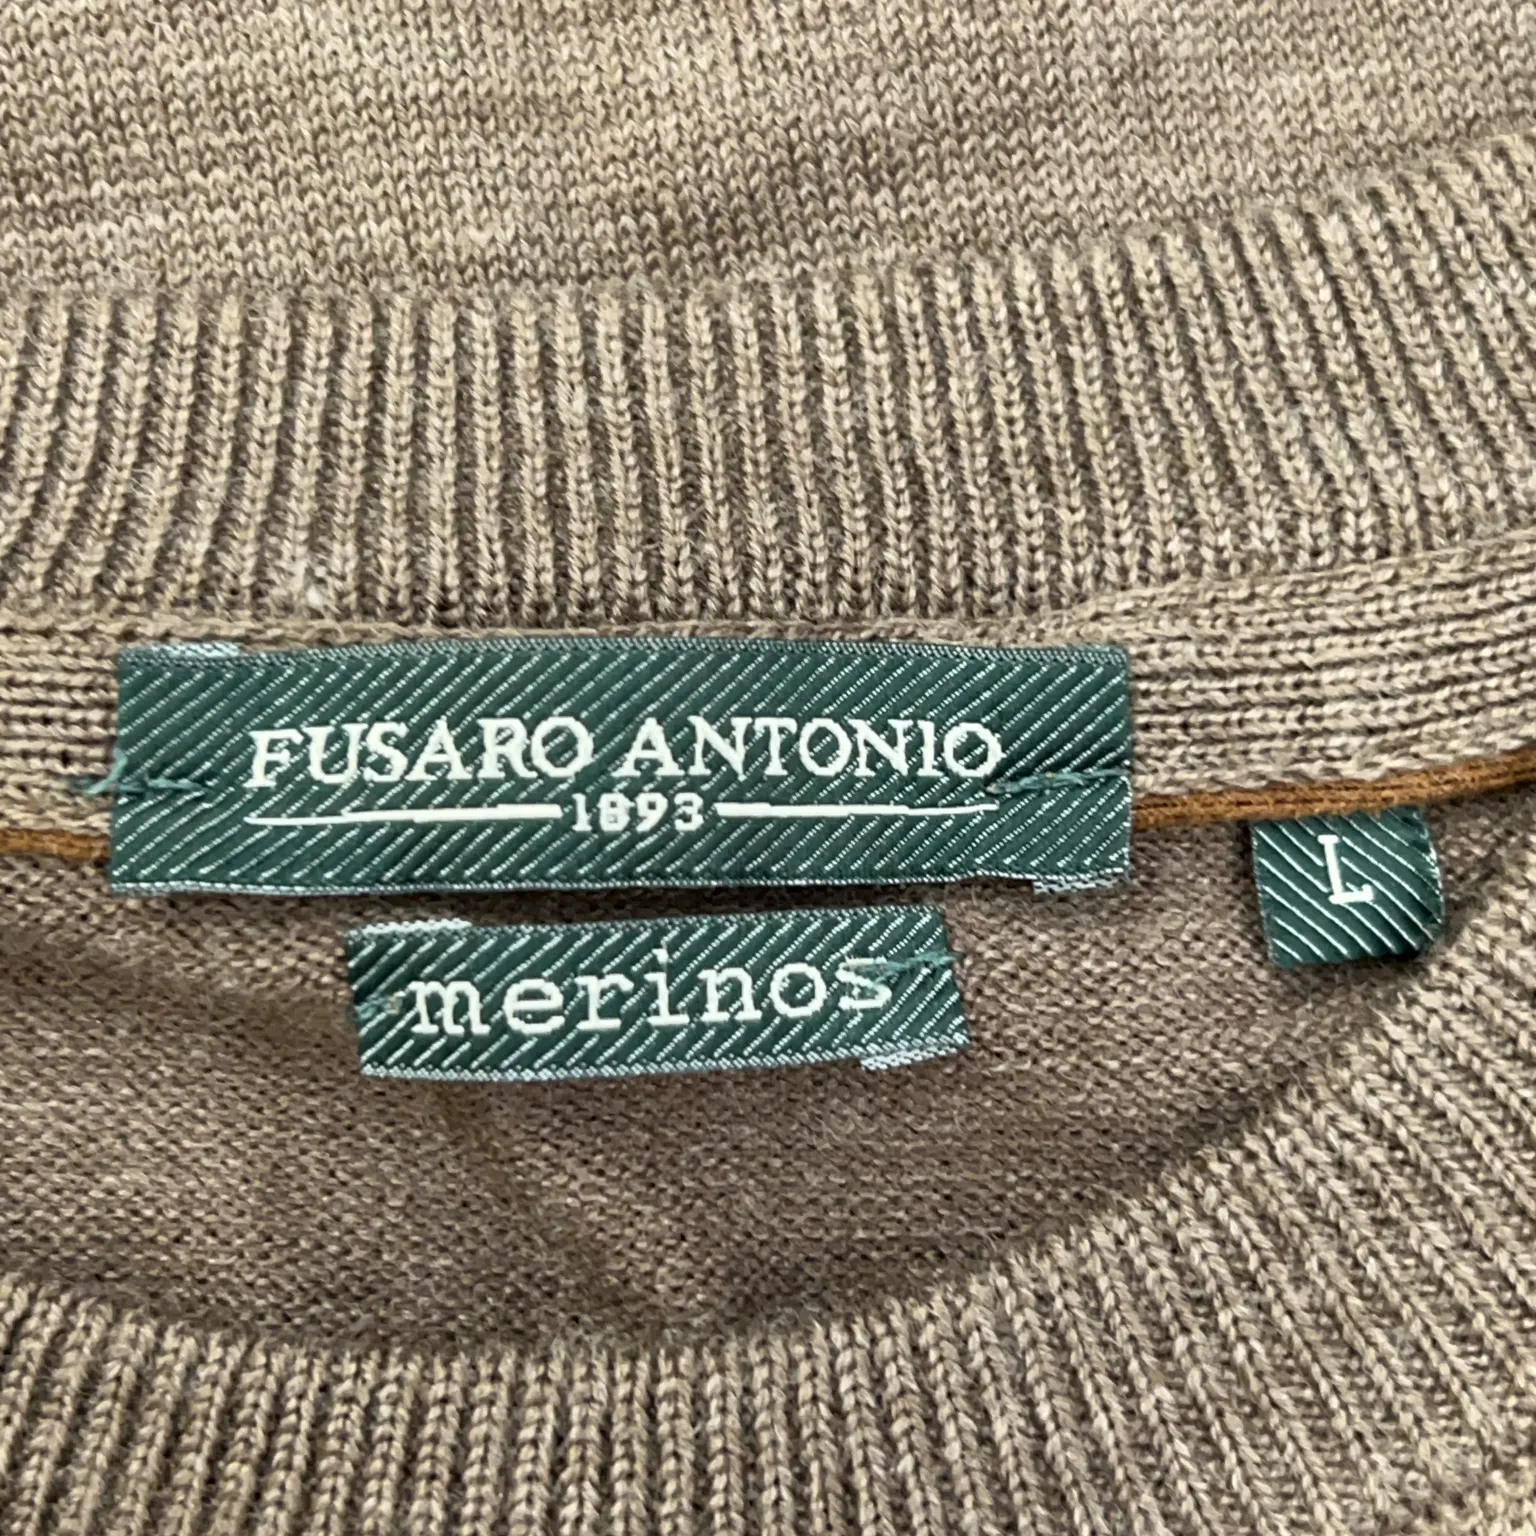 FUSARO ANTONIO
1893
L
merinos